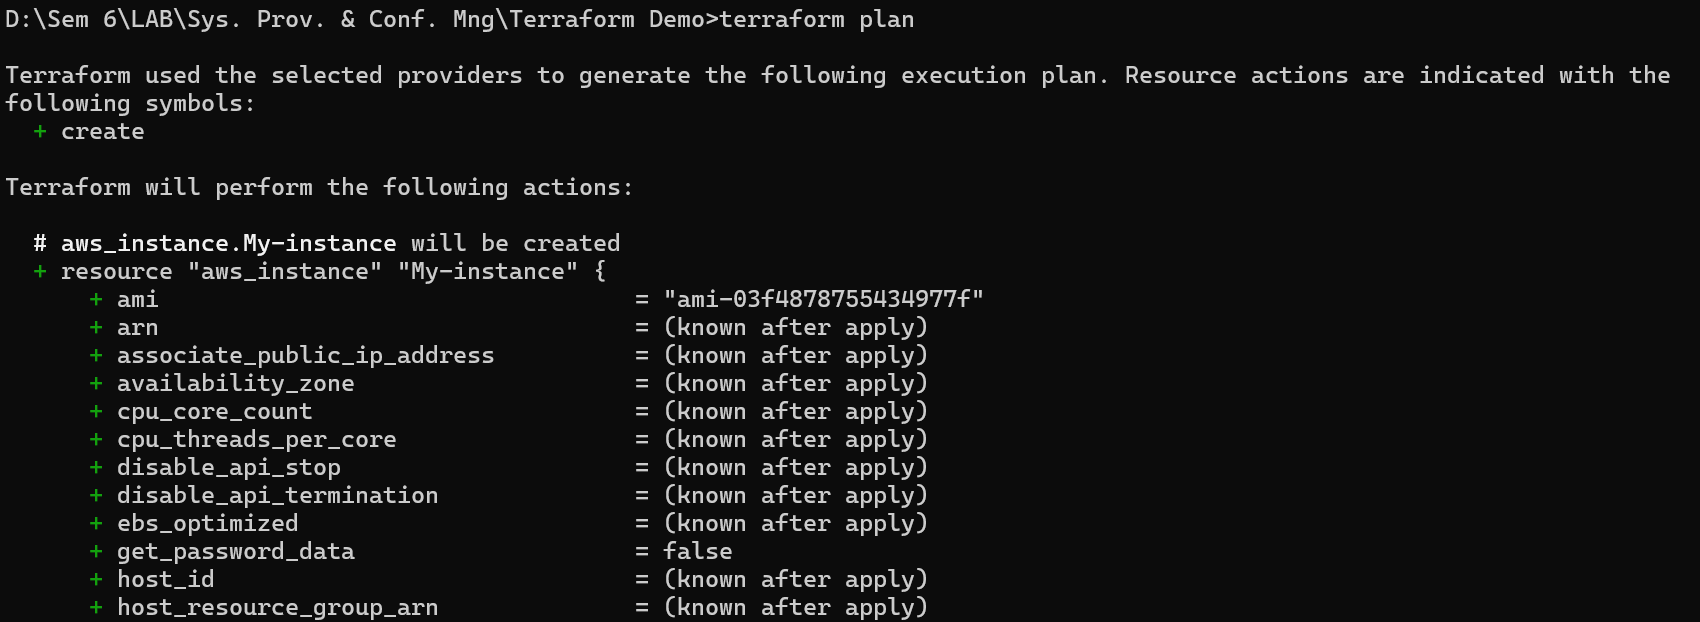 D:\Sem 6\LAB\Sys. Prov. & Conf. Mng\Terraform Demo>terraform plan
Terraform used the selected providers to generate the following execution plan. Resource actions are indicated with the
following symbols:
+ create
Terraform will perform the following actions:
# aws_instance.My-instance will be created
+ resource "aws_instance" "My-instance" {
+ ami = "ami-03f4878755434977f"
+ arn = (known after apply)
+ associate_public_ip_address = (known after apply)
+ availability_zone = (known after apply)
+ cpu_core_count = (known after apply)
+ cpu_threads_per_core = (known after apply)
+ disable_api_stop = (known after apply)
+ disable_api_termination = (known after apply)
+ ebs_optimized = (known after apply)
+ get_password_data = false
+ host_id = (known after apply)
+ host_resource_group_arn = (known after apply)